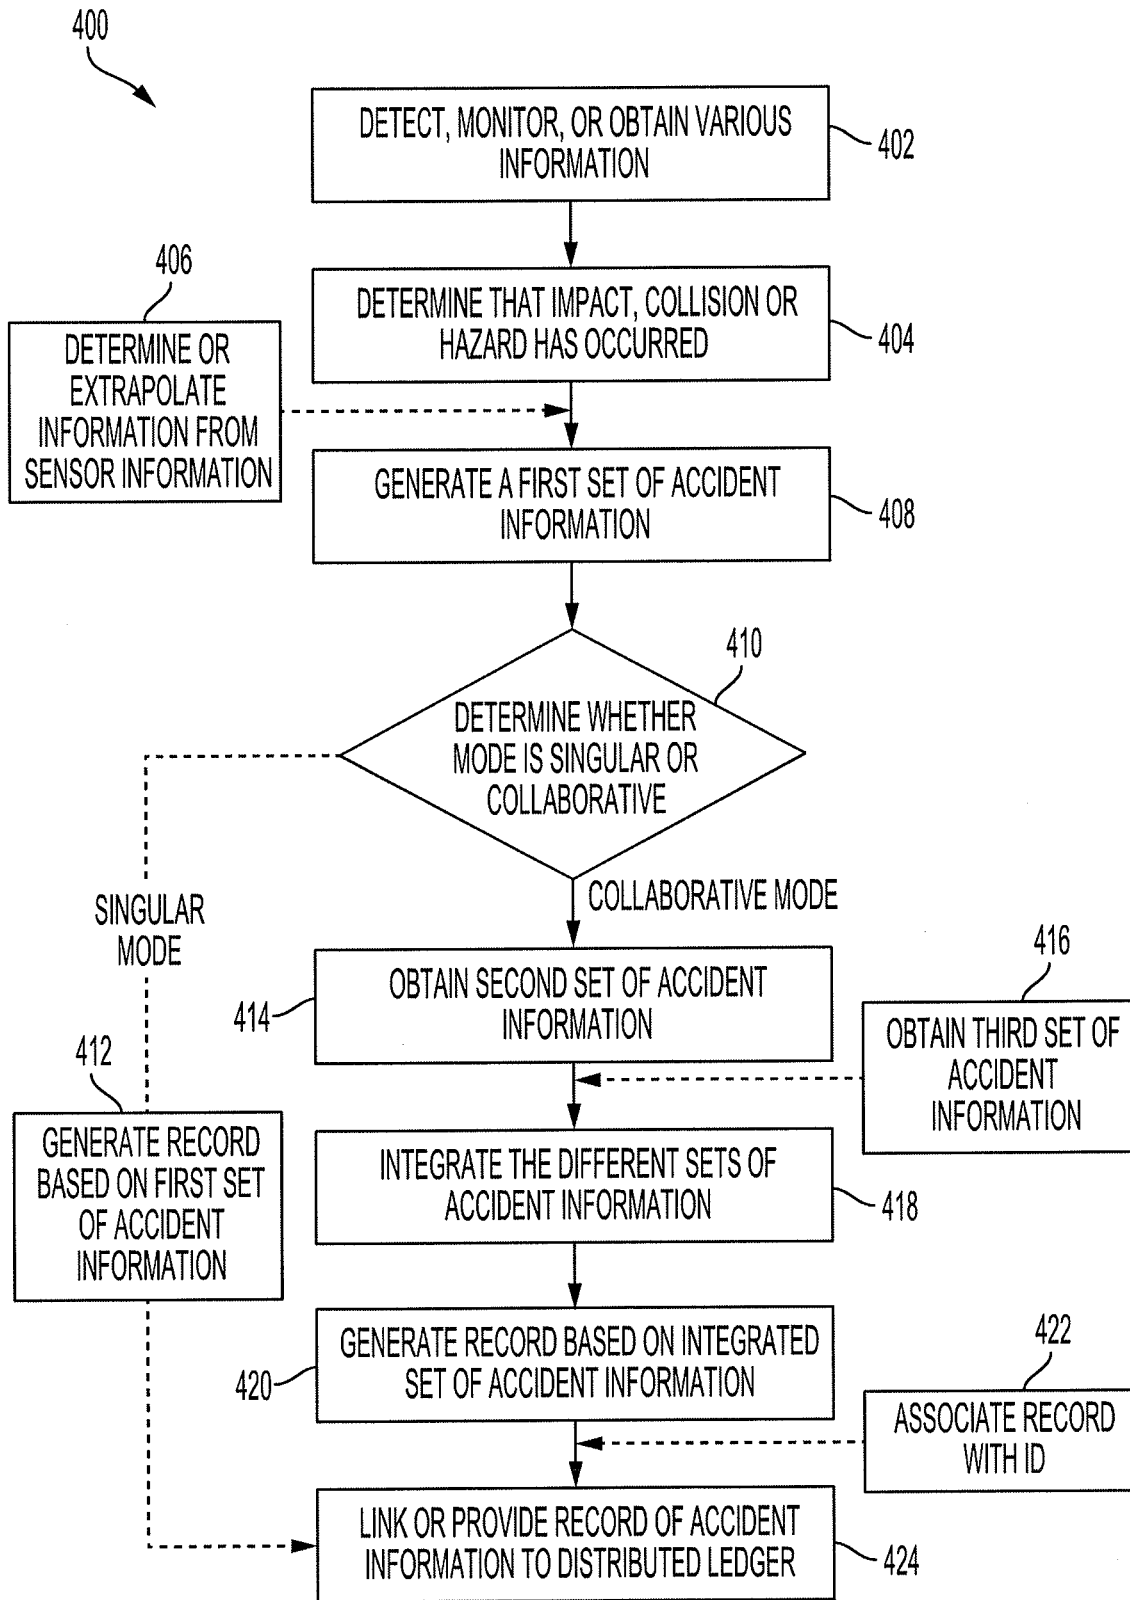 400
DETECT, MONITOR, OR OBTAIN VARIOUS
INFORMATION
402
DETERMINE THAT IMPACT, COLLISION OR
HAZARD HAS OCCURRED
404
406
DETERMINE OR
EXTRAPOLATE
INFORMATION FROM
SENSOR INFORMATION
GENERATE A FIRST SET OF ACCIDENT
INFORMATION
408
410
DETERMINE WHETHER
MODE IS SINGULAR OR
COLLABORATIVE
SINGULAR
MODE
COLLABORATIVE MODE
412
GENERATE RECORD
BASED ON FIRST SET
OF ACCIDENT
INFORMATION
414
OBTAIN SECOND SET OF ACCIDENT
INFORMATION
416
OBTAIN THIRD SET OF
ACCIDENT
INFORMATION
INTEGRATE THE DIFFERENT SETS OF
ACCIDENT INFORMATION
418
420
GENERATE RECORD BASED ON INTEGRATED
SET OF ACCIDENT INFORMATION
422
ASSOCIATE RECORD
WITH ID
LINK OR PROVIDE RECORD OF ACCIDENT
INFORMATION TO DISTRIBUTED LEDGER
424